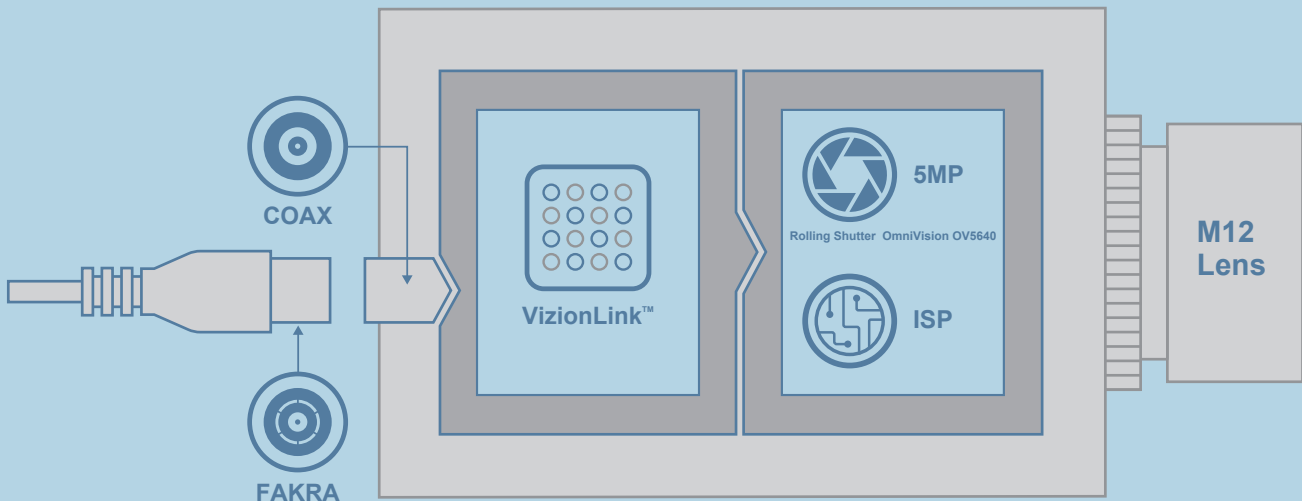 COAX
FAKRA
VizionLink™
5MP
Rolling Shutter OmniVision OV5640
ISP
M12
Lens